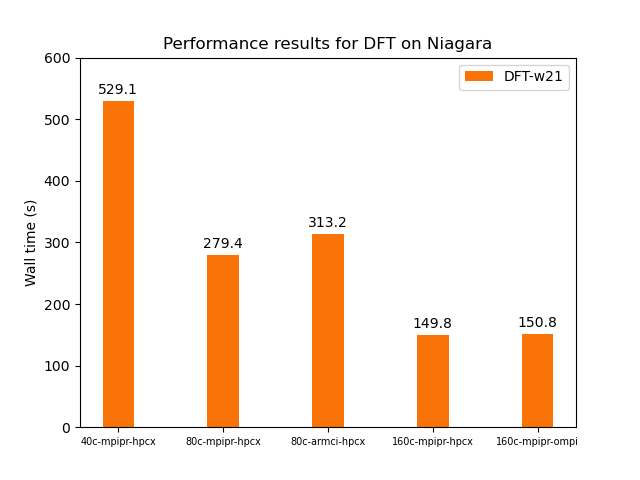 Performance results for DFT on Niagara
DFT-w21
Wall time (s)
600
500
400
300
200
100
0
529.1
279.4
313.2
149.8
150.8
40c-mpipr-hpcx
80c-mpipr-hpcx
80c-armci-hpcx
160c-mpipr-hpcx
160c-mpipr-ompi